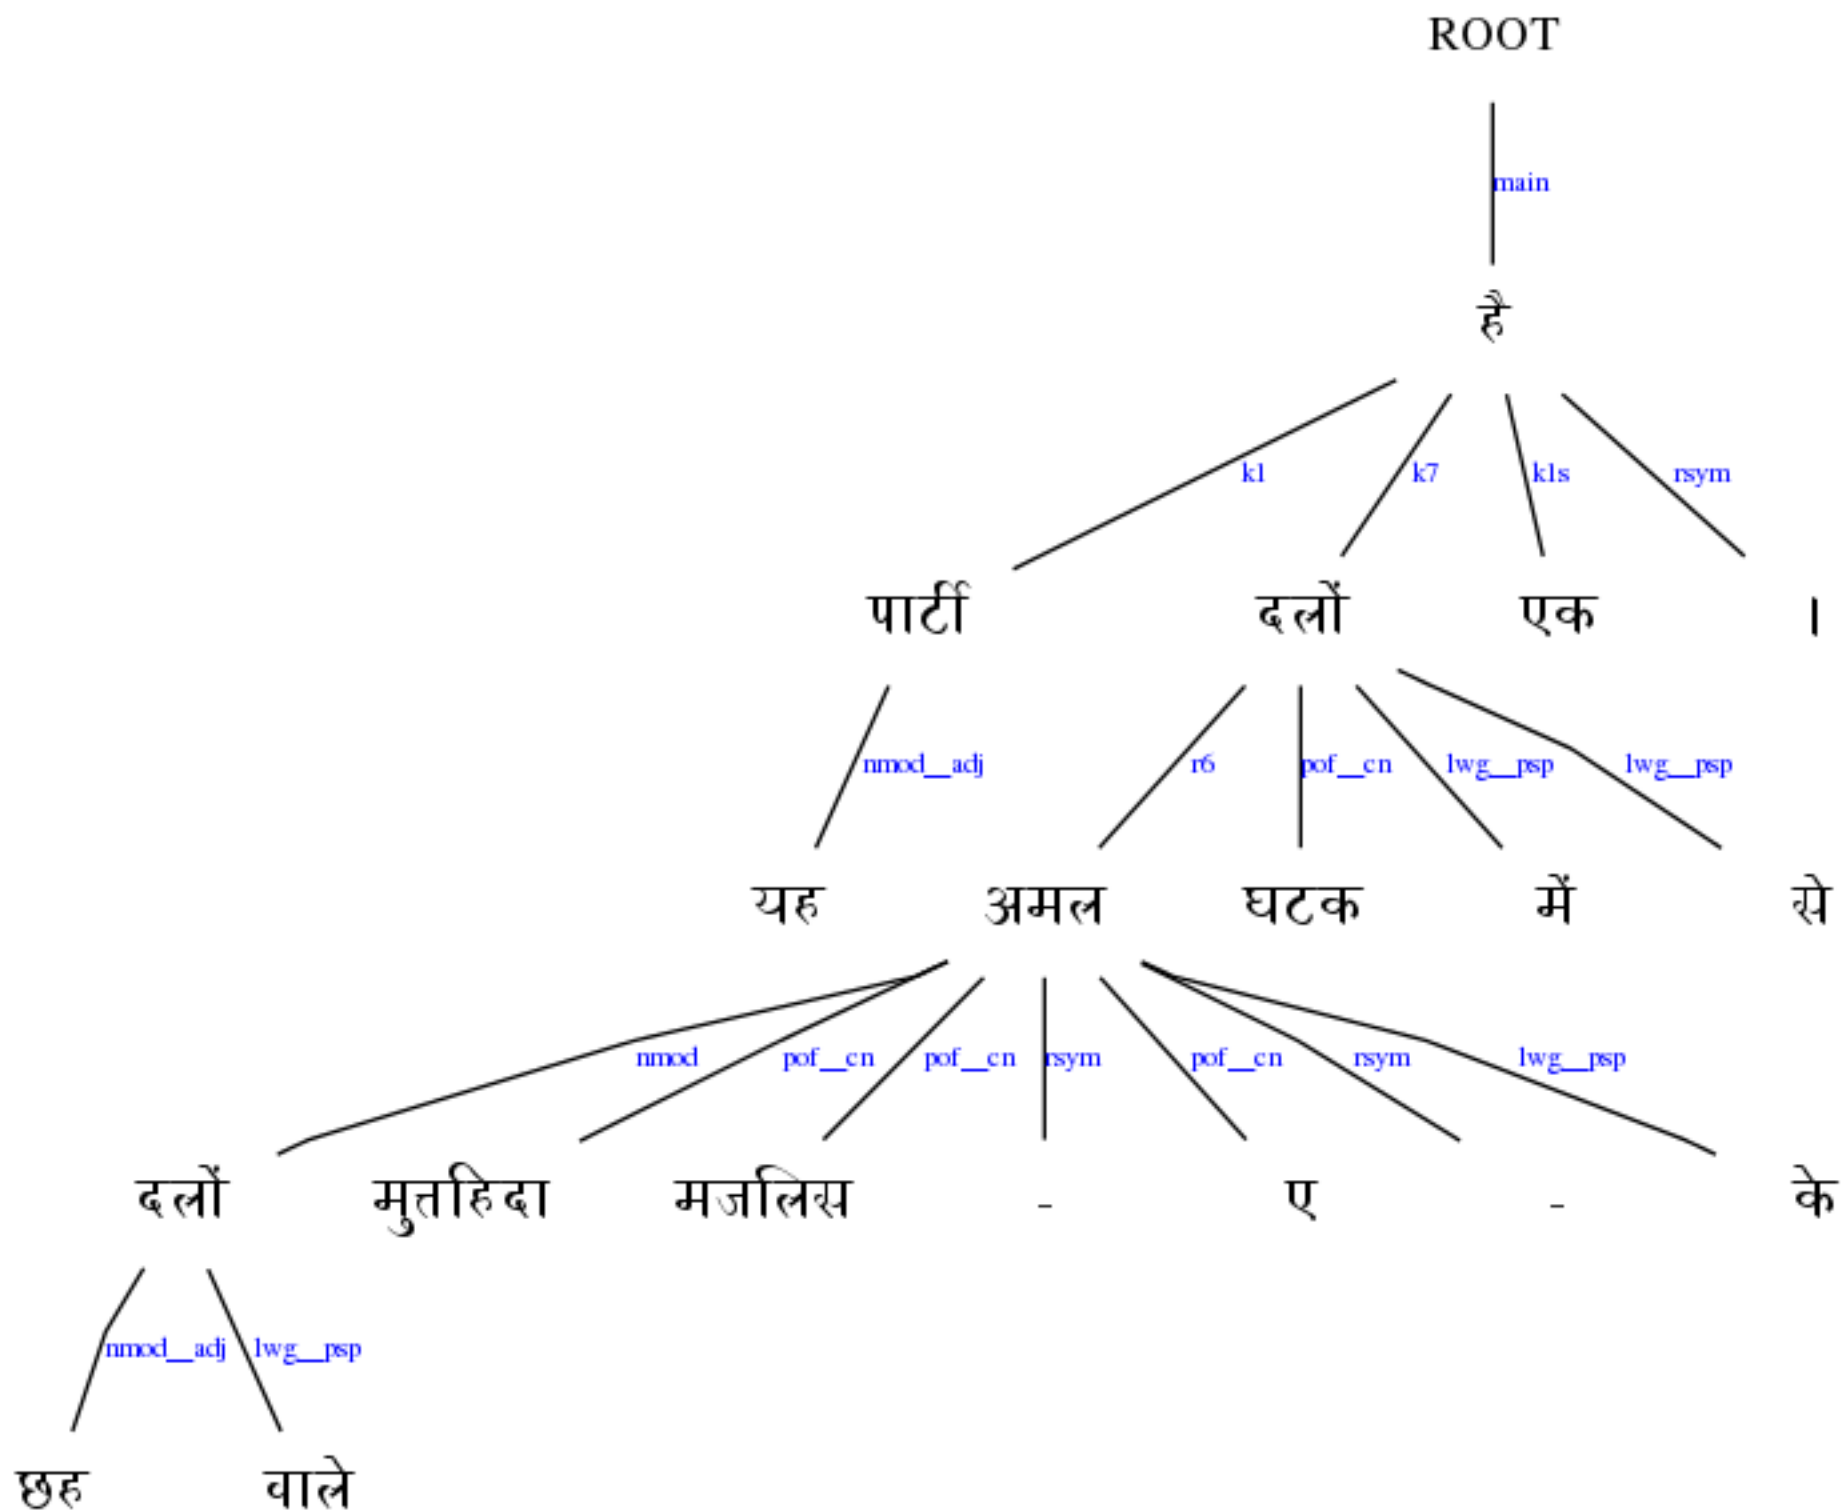 ROOT
main
है
k1 k7 k1s rsym
पार्टी दलों एक ।
nmod__adj r6 pof__cn lwg__psp lwg__psp
यह अमल घटक में से
nmod pof__cn pof__cn rsym pof__cn rsym lwg__psp
दलों मुत्तहिदा मजलिस - ए - के
nmod__adj lwg__psp
छह वाले